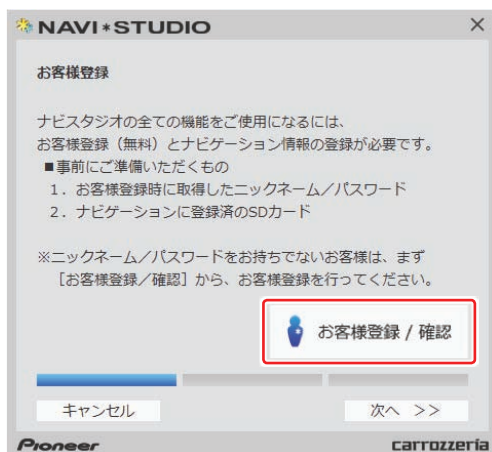 NAVI*STUDIO
お客様登録
ナビスタジオの全ての機能をご使用になるには、
お客様登録（無料）とナビゲーション情報の登録が必要です。
■事前にご準備いただくもの
１．お客様登録時に取得したニックネーム／パスワード
２．ナビゲーションに登録済のSDカード
※ニックネーム／パスワードをお持ちでないお客様は、まず
［お客様登録／確認］から、お客様登録を行ってください。
お客様登録 / 確認
キャンセル
次へ >>
Pioneer
carrozzeria